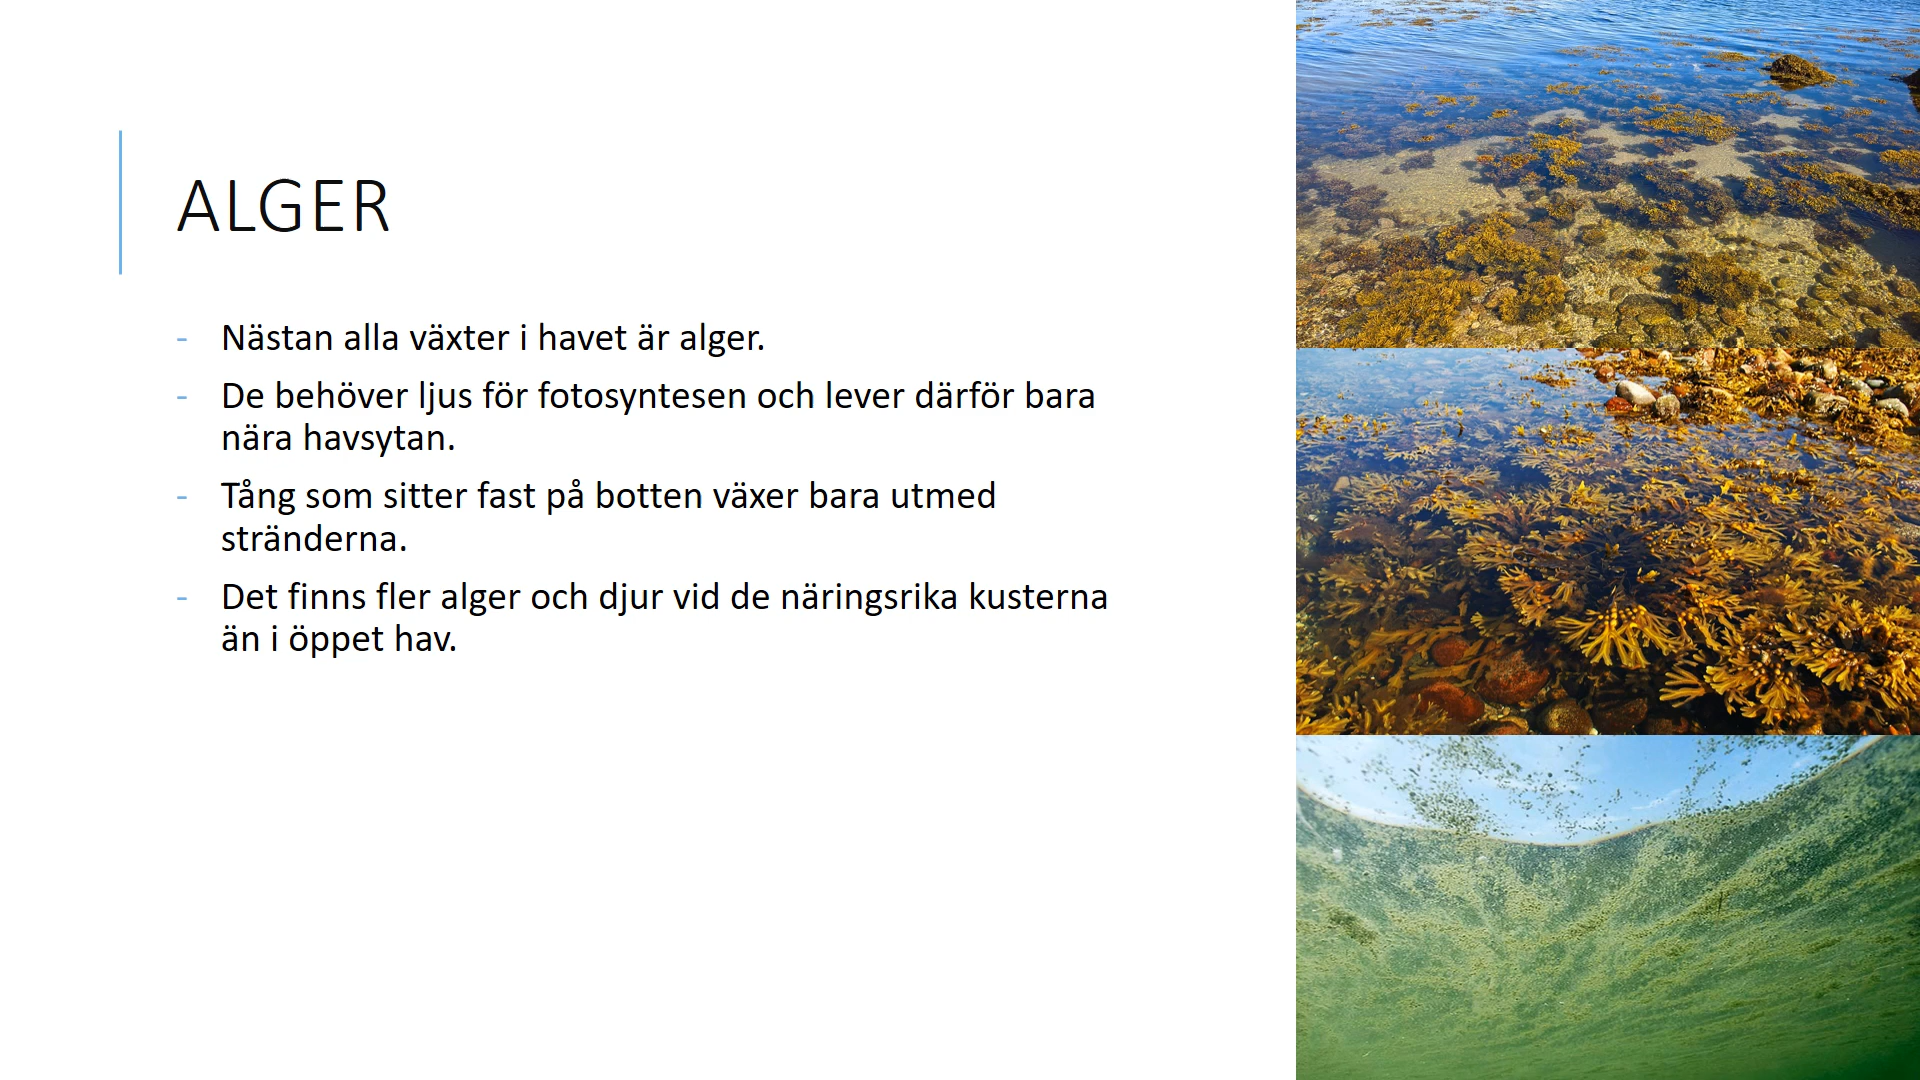 ALGER
- Nästan alla växter i havet är alger.
- De behöver ljus för fotosyntesen och lever därför bara
nära havsytan.
- Tång som sitter fast på botten växer bara utmed
stränderna.
- Det finns fler alger och djur vid de näringsrika kusterna
än i öppet hav.